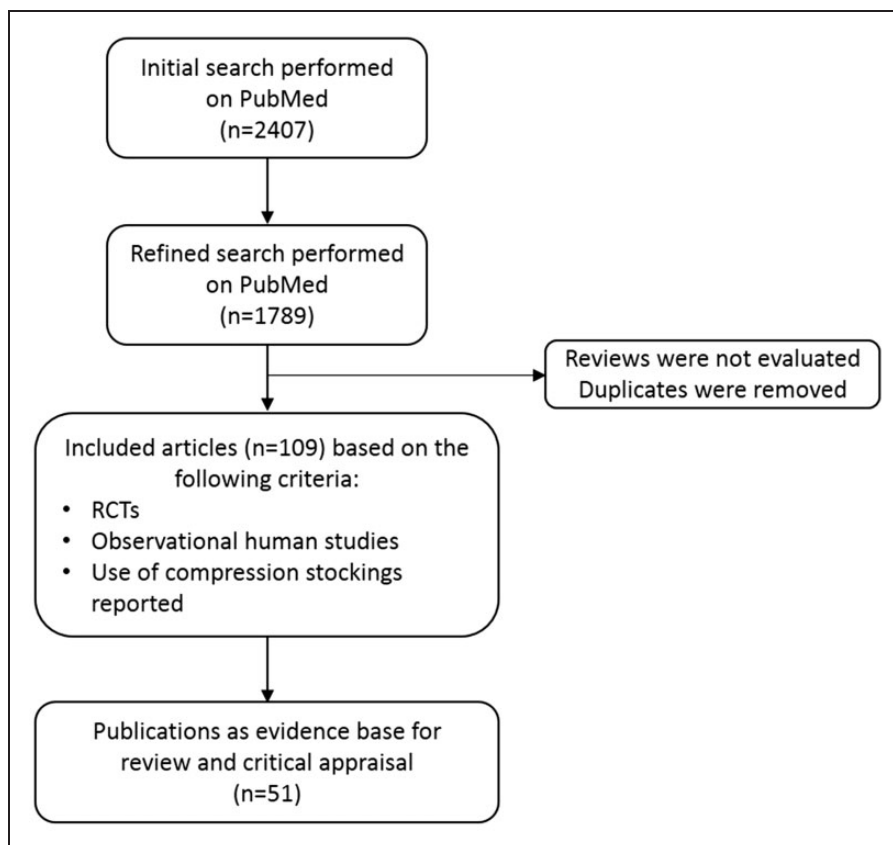 Initial search performed
on PubMed
(n=2407)
Refined search performed
on PubMed
(n=1789)
Reviews were not evaluated
Duplicates were removed
Included articles (n=109) based on the
following criteria:
• RCTs
• Observational human studies
• Use of compression stockings
reported
Publications as evidence base for
review and critical appraisal
(n=51)